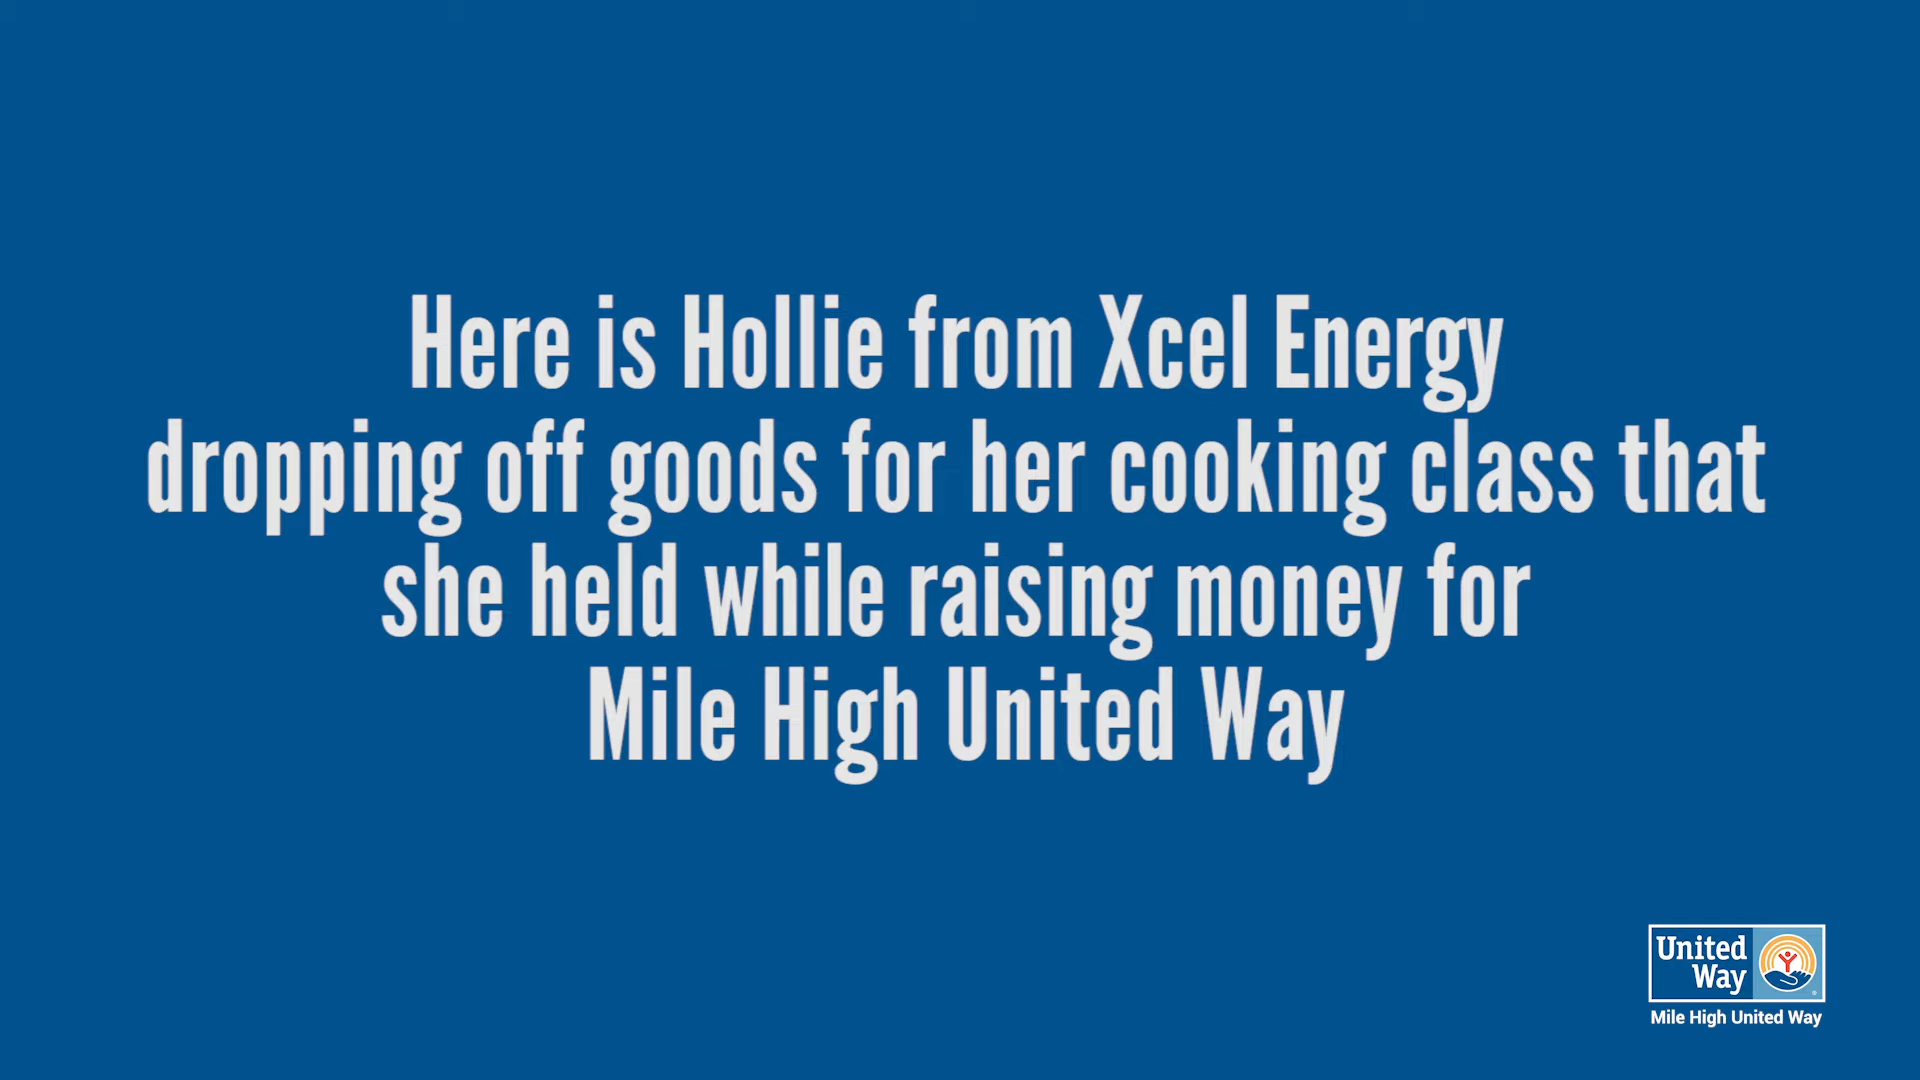 Here is Hollie from Xcel Energy
dropping off goods for her cooking class that
she held while raising money for
Mile High United Way
United
Way
Mile High United Way